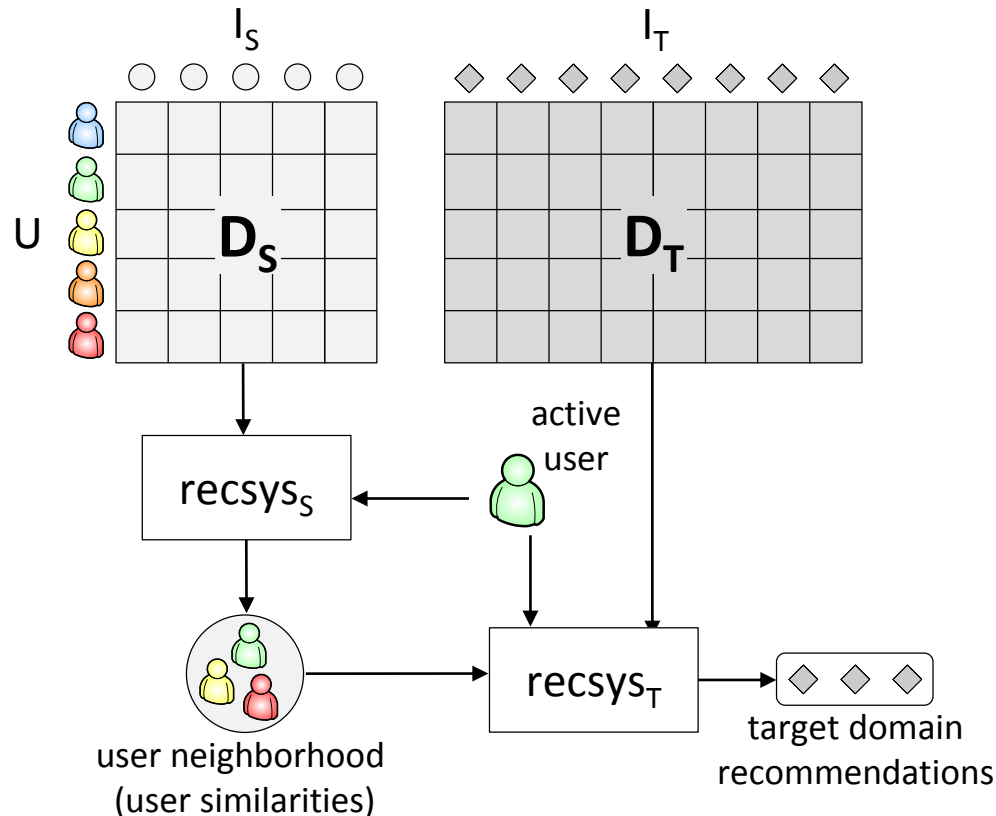 I_S
I_T
U
D_S
D_T
active
user
recsys_S
recsys_T
user neighborhood
(user similarities)
target domain
recommendations